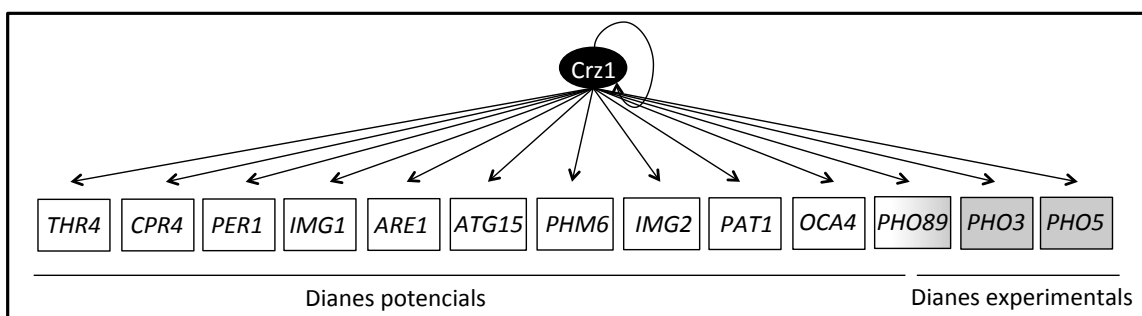 Crz1
THR4 CPR4 PER1 IMG1 ARE1 ATG15 PHM6 IMG2 PAT1 OCA4 PHO89 PHO3 PHO5
Dianes potencials Dianes experimentals